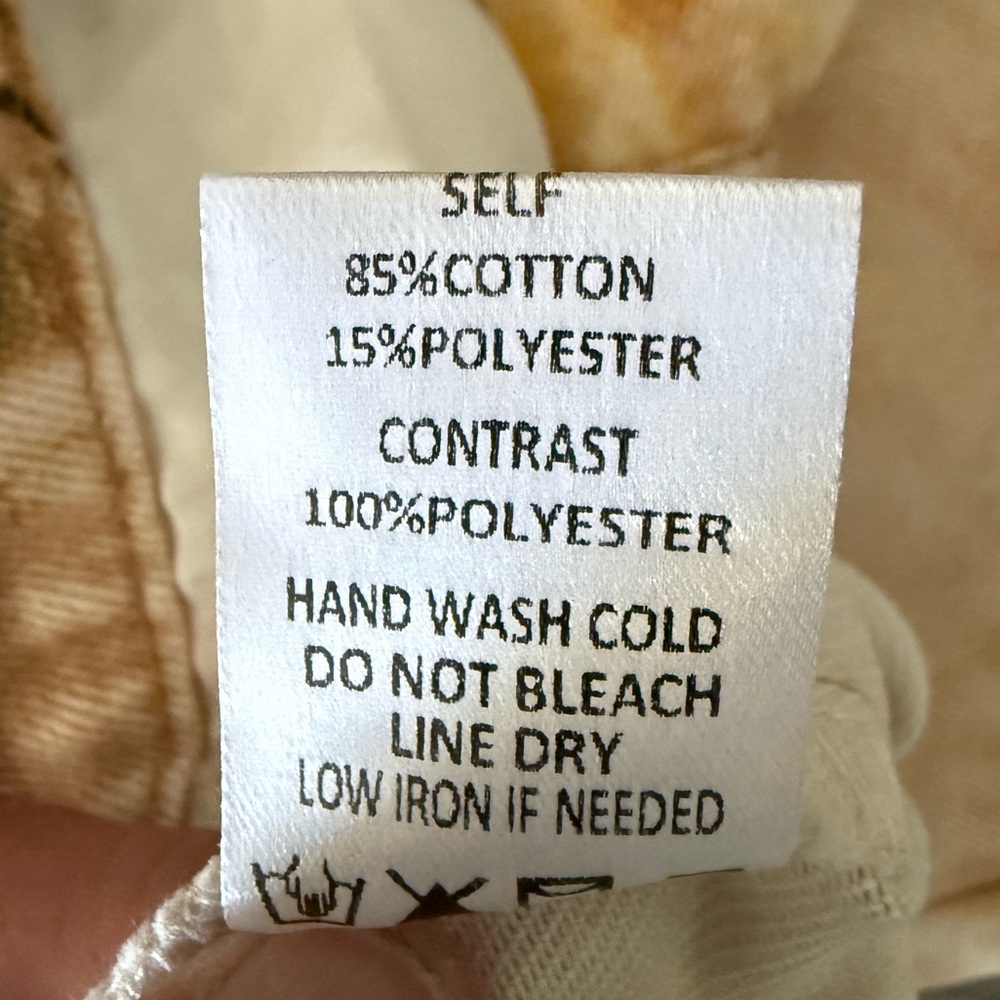 SELF
85%COTTON
15%POLYESTER
CONTRAST
100%POLYESTER
HAND WASH COLD
DO NOT BLEACH
LINE DRY
LOW IRON IF NEEDED